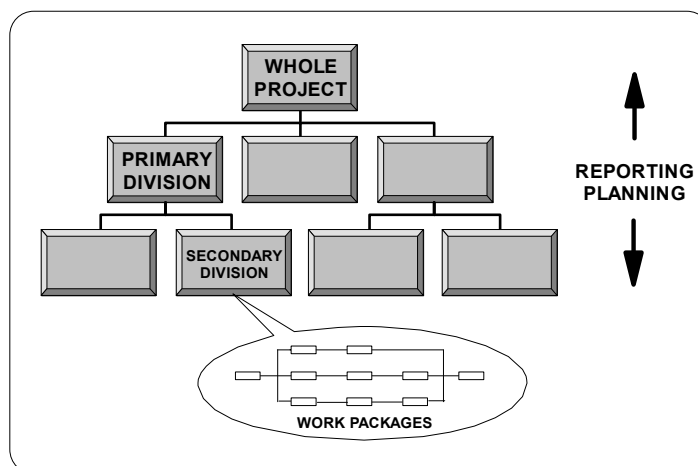 WHOLE
PROJECT
PRIMARY
DIVISION
REPORTING
PLANNING
SECONDARY
DIVISION
WORK PACKAGES